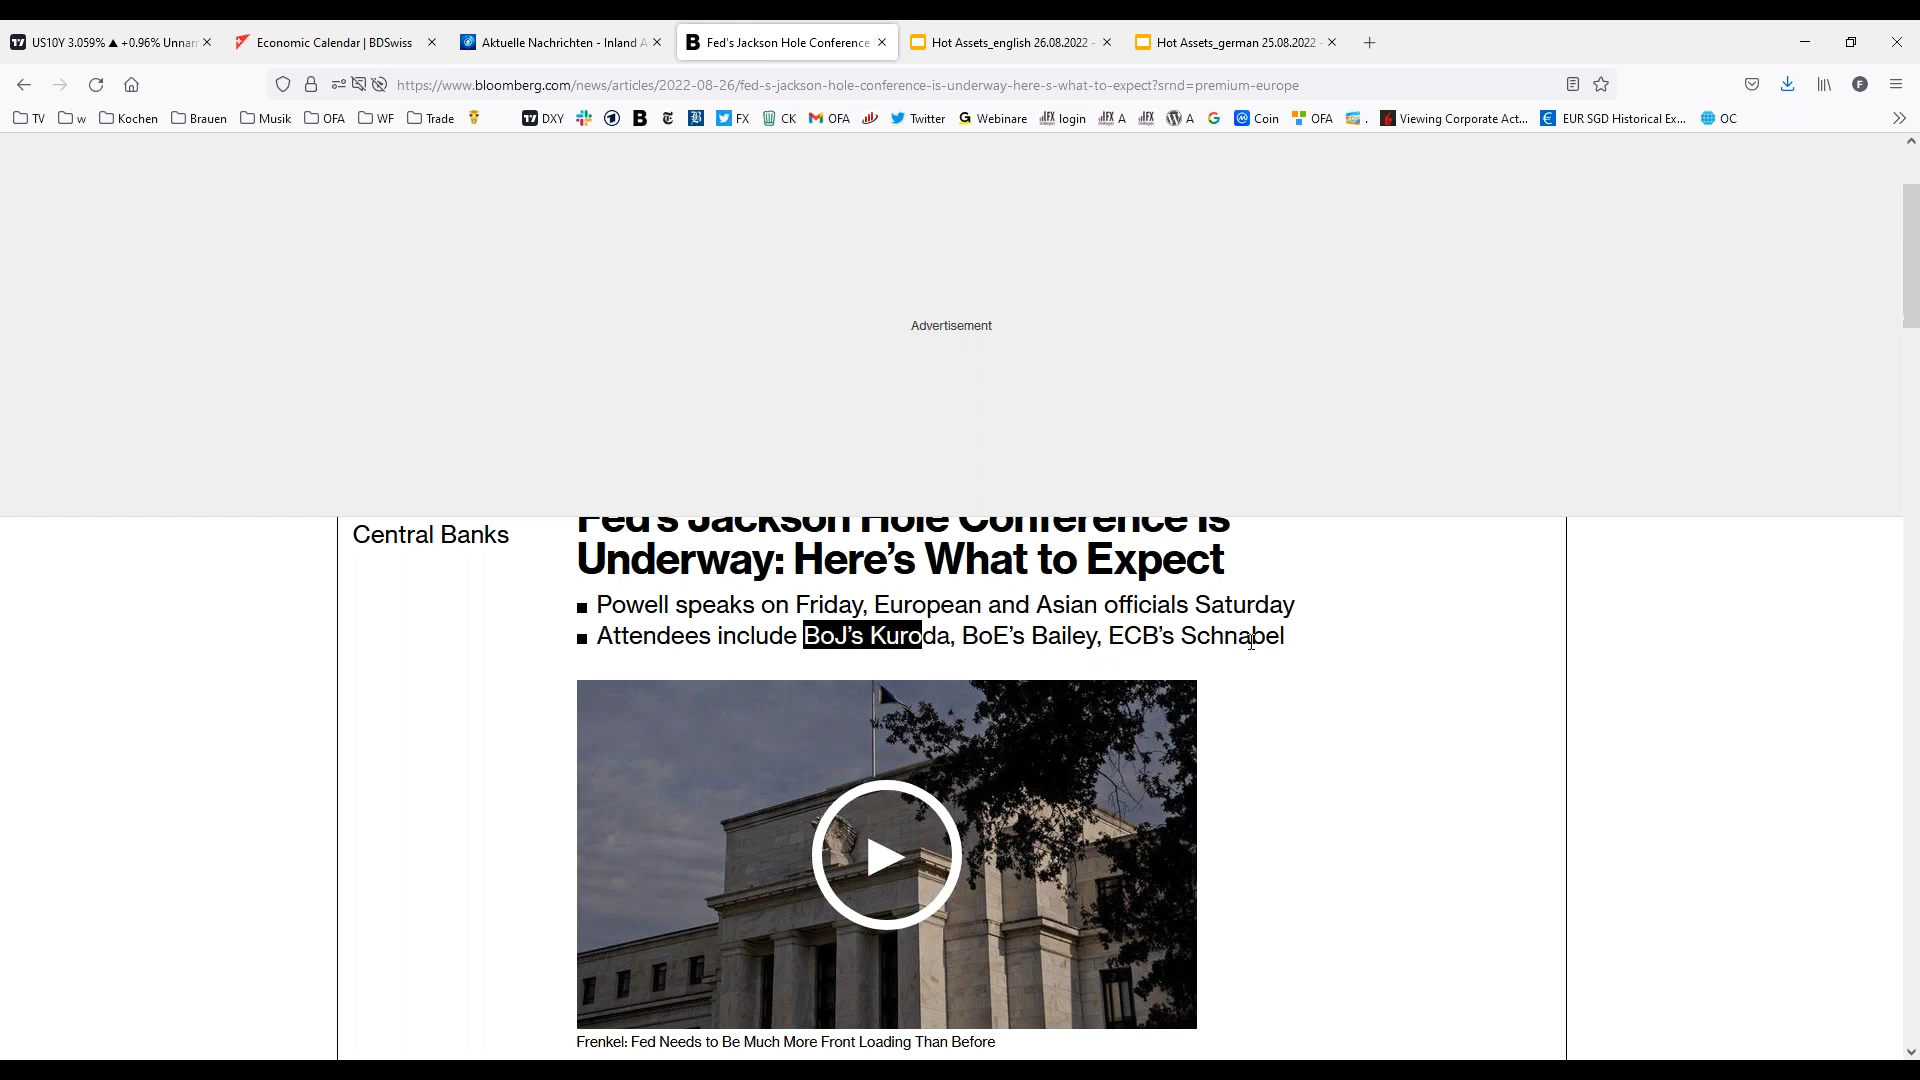 US10Y 3.059% ▲ +0.96% Unnar
Economic Calendar | BDSwiss
Aktuelle Nachrichten - Inland A
Fed's Jackson Hole Conference
Hot Assets_english 26.08.2022 -
Hot Assets_german 25.08.2022 -
https://www.bloomberg.com/news/articles/2022-08-26/fed-s-jackson-hole-conference-is-underway-here-s-what-to-expect?srnd=premium-europe
F
TV w Kochen Brauen Musik OFA WF Trade DXY B FX CK OFA Twitter Webinare login A A Coin OFA . Viewing Corporate Act... EUR SGD Historical Ex... OC
Advertisement
Central Banks
Fed's Jackson Hole Conference Is
Underway: Here's What to Expect
Powell speaks on Friday, European and Asian officials Saturday
Attendees include BoJ's Kuroda, BoE's Bailey, ECB's Schnabel
Frenkel: Fed Needs to Be Much More Front Loading Than Before